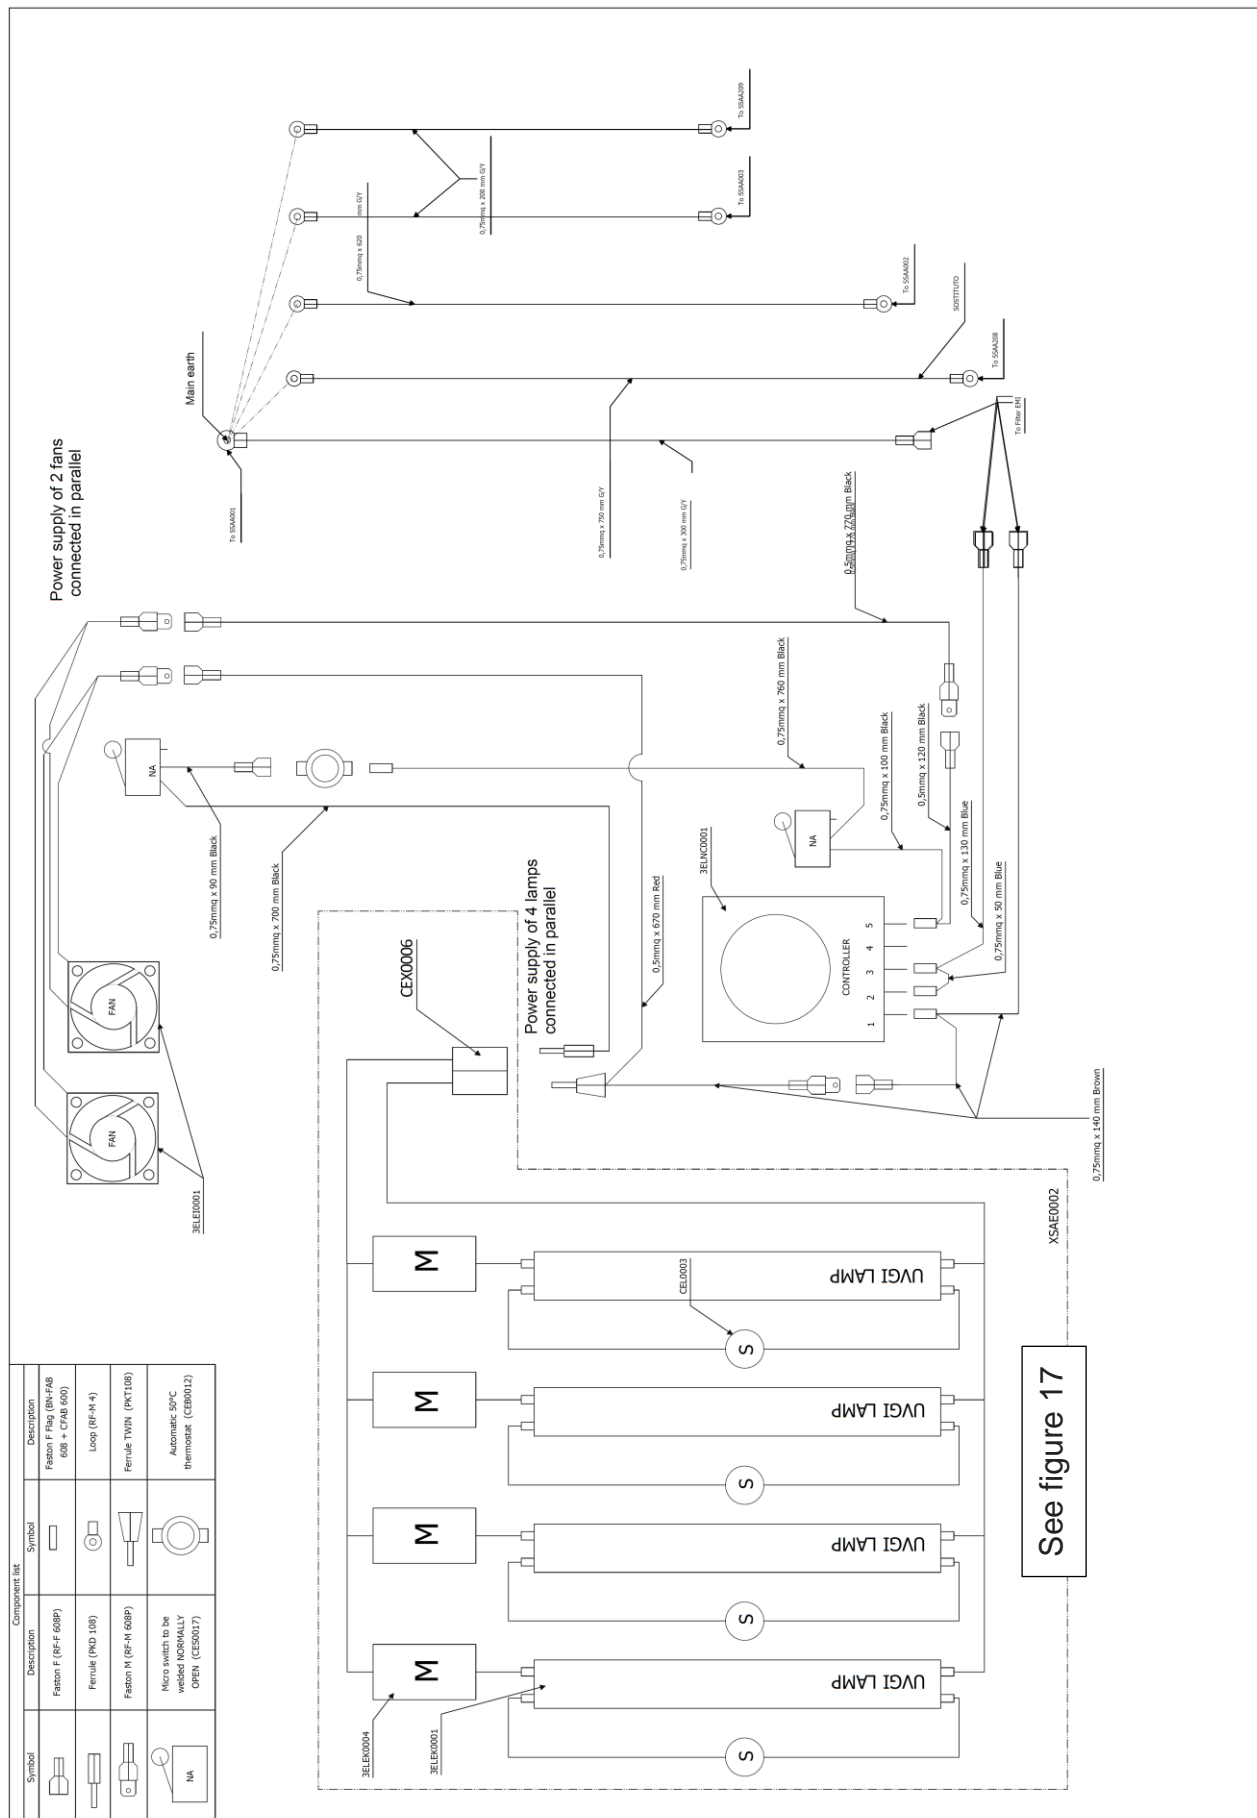 Component list
Symbol
Description
Symbol
Description
Faston F (RF-F 608P)
Faston F Flag (BN-FAB
608 + CFAB 600)
Ferrule (PKD 108)
Loop (RF-M 4)
Faston M (RF-M 608P)
Ferrule TWIN (PKT108)
NA
Micro switch to be
welded NORMALLY
OPEN (CES0017)
Automatic 50°C
thermostat (CEB0012)
Power supply of 2 fans
connected in parallel
FAN
FAN
3ELEI0001
NA
0,75mmq x 90 mm Black
0,75mmq x 700 mm Black
Main earth
To SSAA001
0,75mmq x 620
mm G/Y
0,75mmq x 200 mm G/Y
To SSAA209
To SSAA003
To SSAA002
SOSTITUTO
To SSAA208
To Filter EMI
0,75mmq x 750 mm G/Y
0,75mmq x 300 mm G/Y
0,5mmq x 770 mm Black
0,75mmq x 760 mm Black
0,75mmq x 100 mm Black
0,5mmq x 120 mm Black
0,75mmq x 130 mm Blue
0,75mmq x 50 mm Blue
NA
3ELNC0001
CONTROLLER
1 2 3 4 5
CEX0006
Power supply of 4 lamps
connected in parallel
0,5mmq x 670 mm Red
0,75mmq x 140 mm Brown
M
M
M
M
3ELEK0004
3ELEK0001
UVGI LAMP
UVGI LAMP
UVGI LAMP
UVGI LAMP
S
S
S
S
CEL0003
XSAE0002
See figure 17